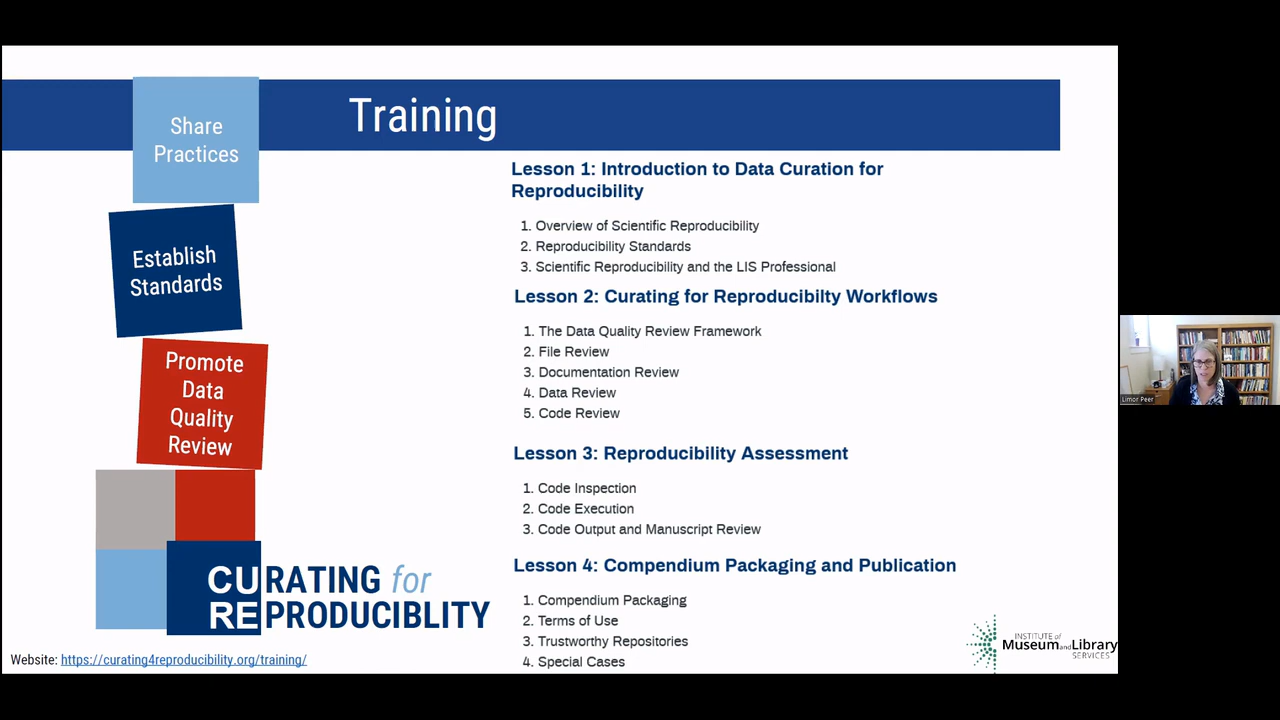 Training
Share
Practices
Establish
Standards
Promote
Data
Quality
Review
CURATING for
REPRODUCIBLITY
Website: https://curating4reproducibility.org/training/
Lesson 1: Introduction to Data Curation for
Reproducibility
1. Overview of Scientific Reproducibility
2. Reproducibility Standards
3. Scientific Reproducibility and the LIS Professional
Lesson 2: Curating for Reproducibilty Workflows
1. The Data Quality Review Framework
2. File Review
3. Documentation Review
4. Data Review
5. Code Review
Lesson 3: Reproducibility Assessment
1. Code Inspection
2. Code Execution
3. Code Output and Manuscript Review
Lesson 4: Compendium Packaging and Publication
1. Compendium Packaging
2. Terms of Use
3. Trustworthy Repositories
4. Special Cases
INSTITUTE of
Museum and Library
SERVICES
Limor Peer